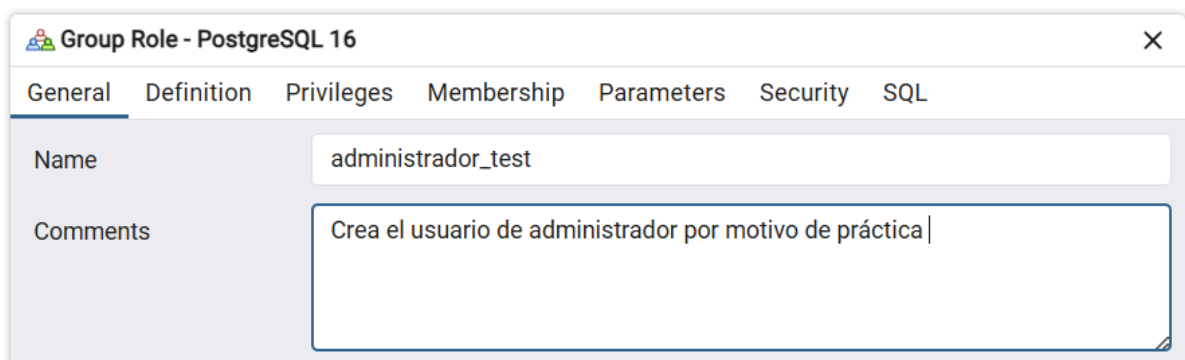 Group Role - PostgreSQL 16
General Definition Privileges Membership Parameters Security SQL
Name administrador_test
Comments Crea el usuario de administrador por motivo de práctica